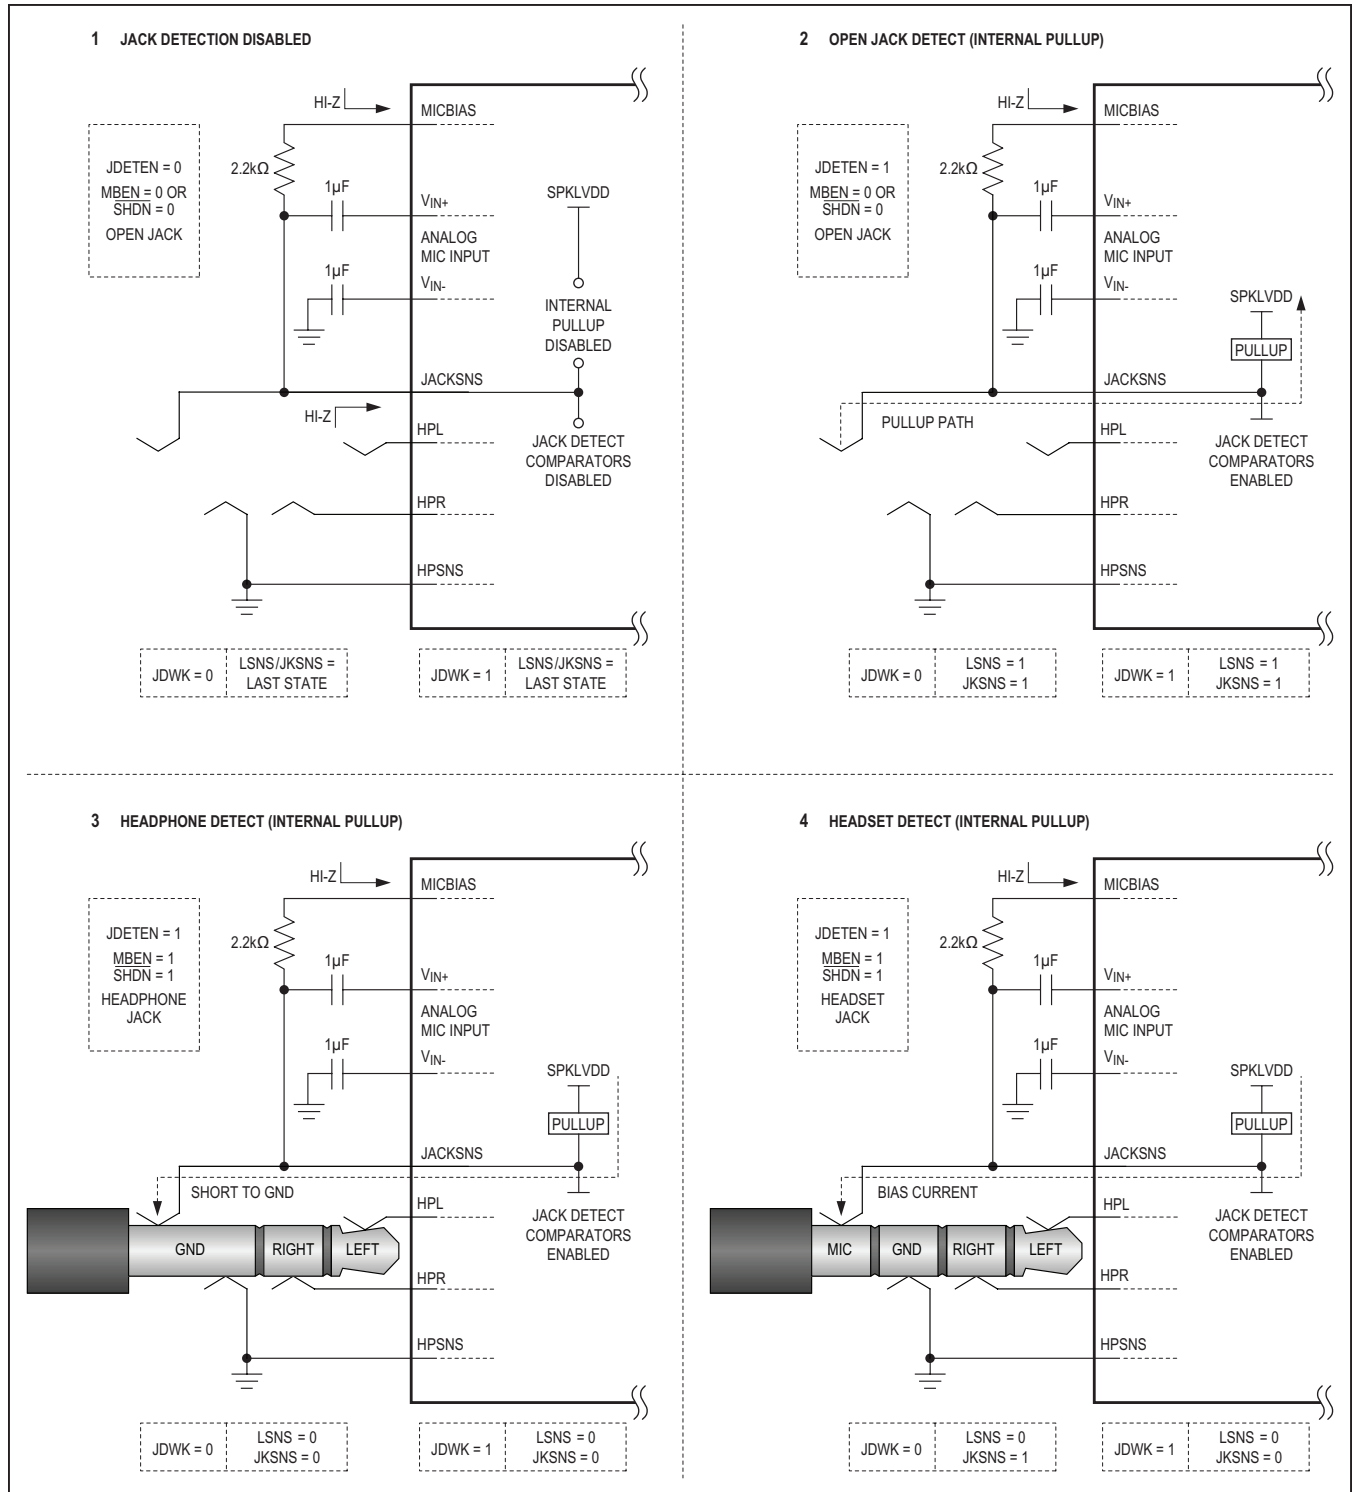 1 JACK DETECTION DISABLED
HI-Z
MICBIAS
JDETEN = 0
MBEN = 0 OR
SHDN = 0
OPEN JACK
2.2kΩ
1µF
VIN+
ANALOG
MIC INPUT
1µF
VIN-
SPKLVDD
INTERNAL
PULLUP
DISABLED
JACKSNS
HI-Z
HPL
JACK DETECT
COMPARATORS
DISABLED
HPR
HPSNS
JDWK = 0
LSNS/JKSNS =
LAST STATE
JDWK = 1
LSNS/JKSNS =
LAST STATE
2 OPEN JACK DETECT (INTERNAL PULLUP)
HI-Z
MICBIAS
JDETEN = 1
MBEN = 0 OR
SHDN = 0
OPEN JACK
2.2kΩ
1µF
VIN+
ANALOG
MIC INPUT
1µF
VIN-
SPKLVDD
PULLUP
JACKSNS
PULLUP PATH
HPL
JACK DETECT
COMPARATORS
ENABLED
HPR
HPSNS
JDWK = 0
LSNS = 1
JKSNS = 1
JDWK = 1
LSNS = 1
JKSNS = 1
3 HEADPHONE DETECT (INTERNAL PULLUP)
HI-Z
MICBIAS
JDETEN = 1
MBEN = 1
SHDN = 1
HEADPHONE
JACK
2.2kΩ
1µF
VIN+
ANALOG
MIC INPUT
1µF
VIN-
SPKLVDD
PULLUP
JACKSNS
SHORT TO GND
HPL
GND
RIGHT
LEFT
JACK DETECT
COMPARATORS
ENABLED
HPR
HPSNS
JDWK = 0
LSNS = 0
JKSNS = 0
JDWK = 1
LSNS = 0
JKSNS = 0
4 HEADSET DETECT (INTERNAL PULLUP)
HI-Z
MICBIAS
JDETEN = 1
MBEN = 1
SHDN = 1
HEADSET
JACK
2.2kΩ
1µF
VIN+
ANALOG
MIC INPUT
1µF
VIN-
SPKLVDD
PULLUP
JACKSNS
BIAS CURRENT
HPL
MIC
GND
RIGHT
LEFT
JACK DETECT
COMPARATORS
ENABLED
HPR
HPSNS
JDWK = 0
LSNS = 0
JKSNS = 1
JDWK = 1
LSNS = 0
JKSNS = 0